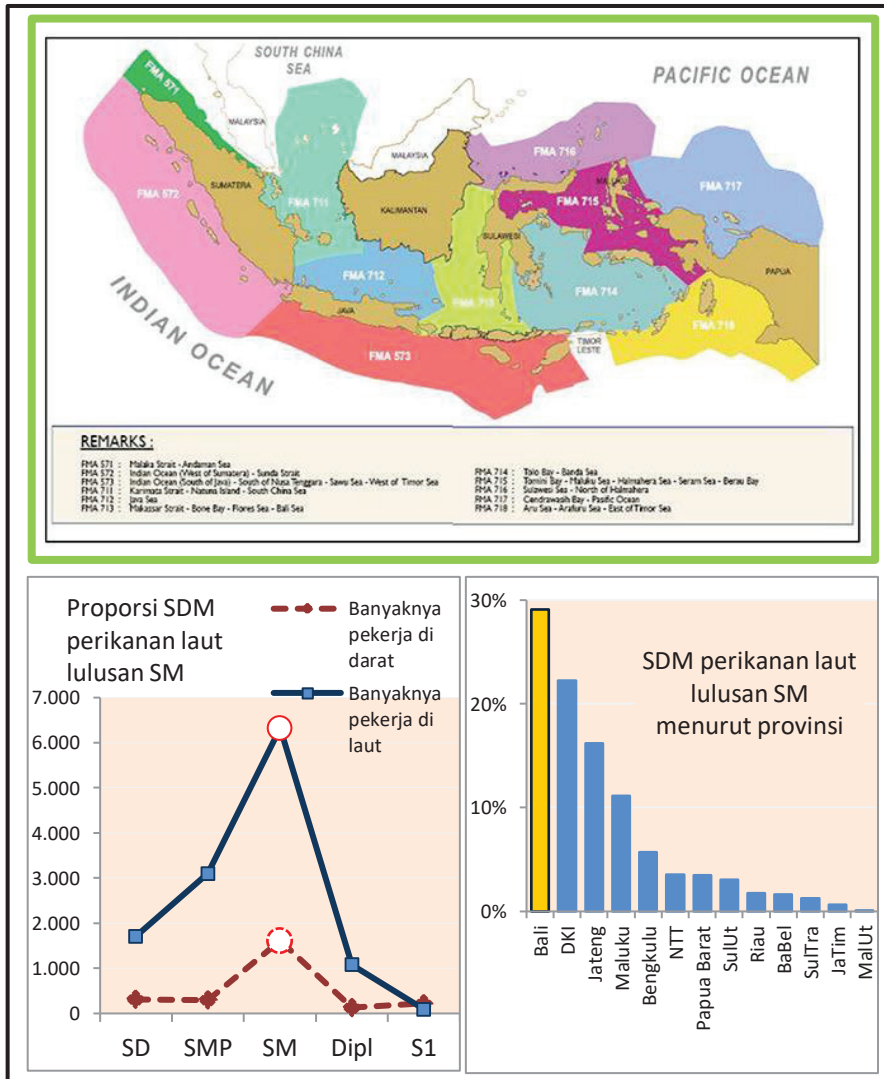 SOUTH CHINA
SEA
PACIFIC OCEAN
FMA 571
MALAYSIA
MALAYSIA
FMA 716
SUMATERA
FMA 572
FMA 711
KALIMANTAN
FMA 715
FMA 717
SULAWESI
FMA 712
FMA 714
PAPUA
JAVA
INDIAN OCEAN
TIMOR
LESTE
FMA 573
REMARKS :
FMA 571 : Malaka Strait - Andaman Sea
FMA 572 : Indian Ocean (West of Sumatera) - Sunda Strait
FMA 573 : Indian Ocean (South of Java) - South of Nusa Tenggara - Sawu Sea - West of Timor Sea
FMA 711 : Karimata Strait - Natuna Island - South China Sea
FMA 712 : Java Sea
FMA 713 : Makassar Strait - Bone Bay - Flores Sea - Bali Sea
FMA 714 : Tolo Bay - Banda Sea
FMA 715 : Tomini Bay - Maluku Sea - Halmahera Sea - Seram Sea - Berau Bay
FMA 716 : Sulawesi Sea - North of Halmahera
FMA 717 : Cendrawasih Bay - Pacific Ocean
FMA 718 : Aru Sea - Arafuru Sea - East of Timor Sea
Proporsi SDM
perikanan laut
lulusan SM
Banyaknya
pekerja di
darat
Banyaknya
pekerja di
laut
7.000
6.000
5.000
4.000
3.000
2.000
1.000
0
SD SMP SM Dipl S1
SDM perikanan laut
lulusan SM
menurut provinsi
30%
20%
10%
0%
Bali
DKI
Jateng
Maluku
Bengkulu
NTT
Papua Barat
SulUt
Riau
BaBel
SulTra
JaTim
MalUt